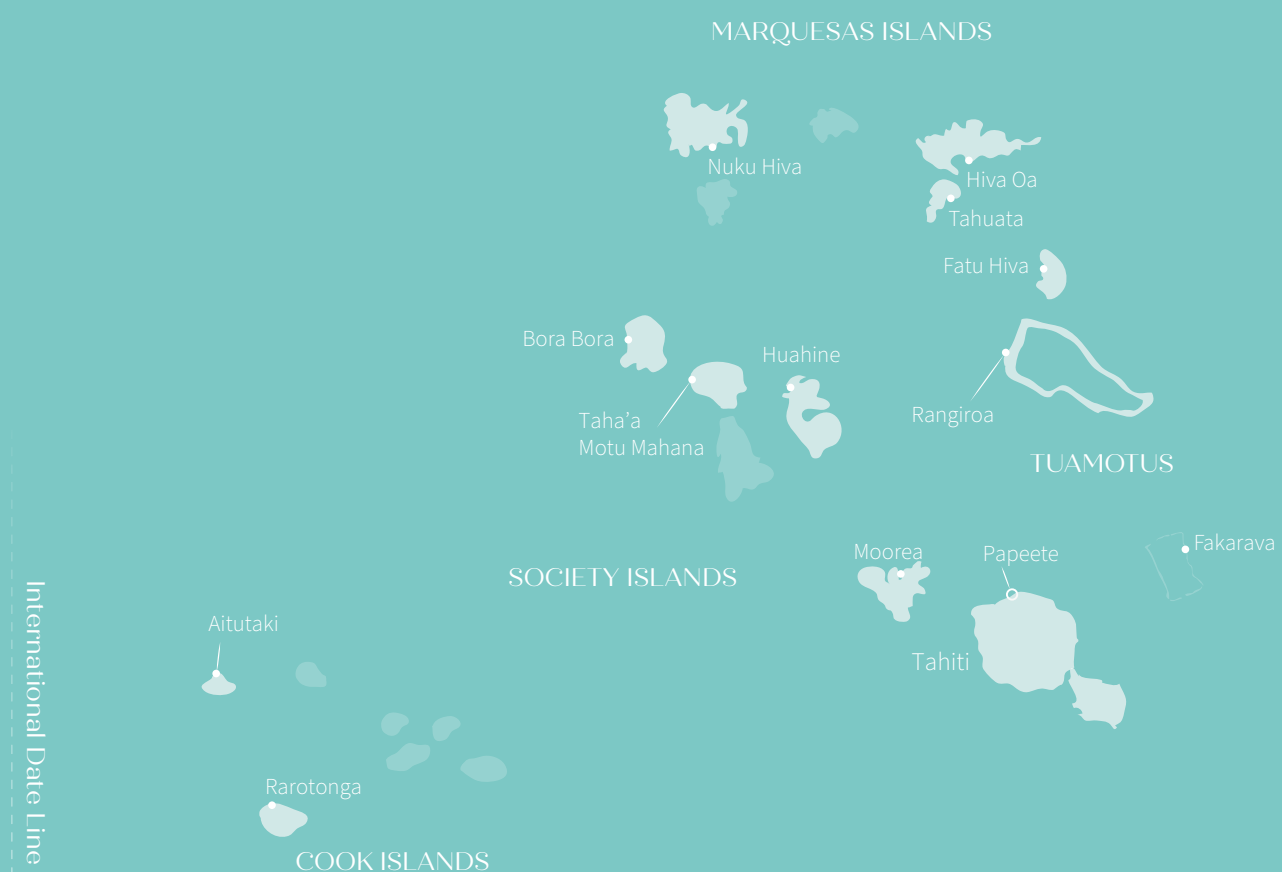 MARQUESAS ISLANDS
Nuku Hiva
Hiva Oa
Tahuata
Fatu Hiva
Bora Bora
Huahine
Taha’a
Motu Mahana
Rangiroa
TUAMOTUS
Fakarava
Moorea
Papeete
SOCIETY ISLANDS
Tahiti
Aitutaki
International Date Line
Rarotonga
COOK ISLANDS